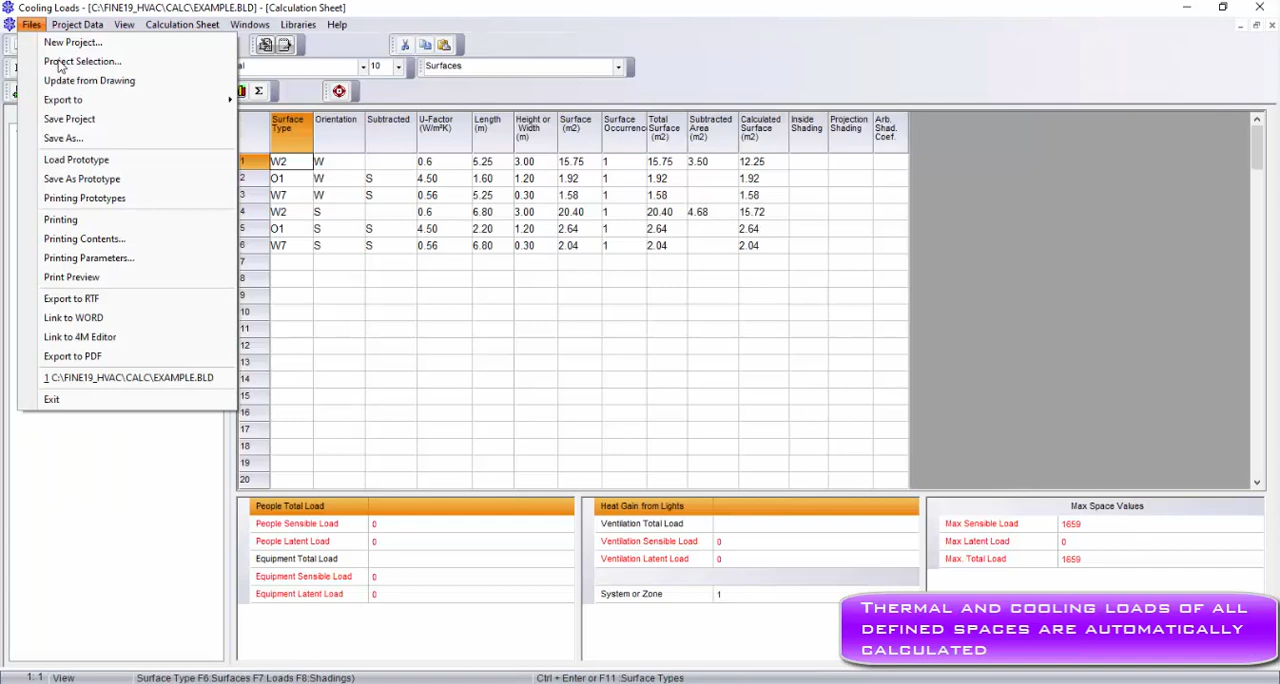 Cooling Loads - [C:\FINE19_HVAC\CALC\EXAMPLE.BLD] - [Calculation Sheet]
Files Project Data View Calculation Sheet Windows Libraries Help
New Project...
Project Selection...
Update from Drawing
Export to
Save Project
Save As...
Load Prototype
Save As Prototype
Printing Prototypes
Printing
Printing Contents...
Printing Parameters...
Print Preview
Export to RTF
Link to WORD
Link to 4M Editor
Export to PDF
1 C:\FINE19_HVAC\CALC\EXAMPLE.BLD
Exit
al 10 Surfaces
Σ
Surface Type Orientation Subtracted U-Factor (W/m²K) Length (m) Height or Width (m) Surface (m2) Surface Occurrenc Total Surface (m2) Subtracted Area (m2) Calculated Surface (m2) Inside Shading Projection Shading Arb. Shad. Coef.
1 W2 W 0.6 5.25 3.00 15.75 1 15.75 3.50 12.25
2 O1 W S 4.50 1.60 1.20 1.92 1 1.92 1.92
3 W7 W S 0.56 5.25 0.30 1.58 1 1.58 1.58
4 W2 S 0.6 6.80 3.00 20.40 1 20.40 4.68 15.72
5 O1 S S 4.50 2.20 1.20 2.64 1 2.64 2.64
6 W7 S S 0.56 6.80 0.30 2.04 1 2.04 2.04
7
8
9
10
11
12
13
14
15
16
17
18
19
20
People Total Load
People Sensible Load 0
People Latent Load 0
Equipment Total Load
Equipment Sensible Load 0
Equipment Latent Load 0
Heat Gain from Lights
Ventilation Total Load
Ventilation Sensible Load 0
Ventilation Latent Load 0
System or Zone 1
Max Space Values
Max Sensible Load 1659
Max Latent Load 0
Max. Total Load 1659
Thermal and cooling loads of all
defined spaces are automatically
calculated
1: 1 View Surface Type F6 Surfaces F7 Loads F8:Shadings) Ctrl + Enter or F11 :Surface Types